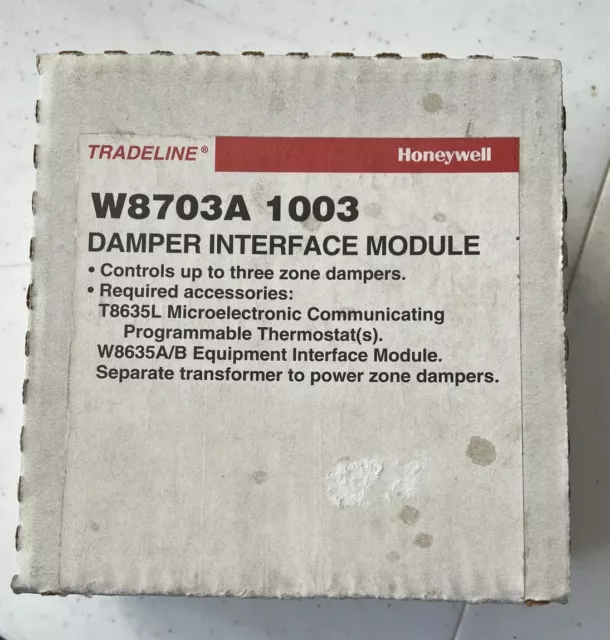 TRADELINE® Honeywell
W8703A 1003
DAMPER INTERFACE MODULE
• Controls up to three zone dampers.
• Required accessories:
T8635L Microelectronic Communicating
Programmable Thermostat(s).
W8635A/B Equipment Interface Module.
Separate transformer to power zone dampers.